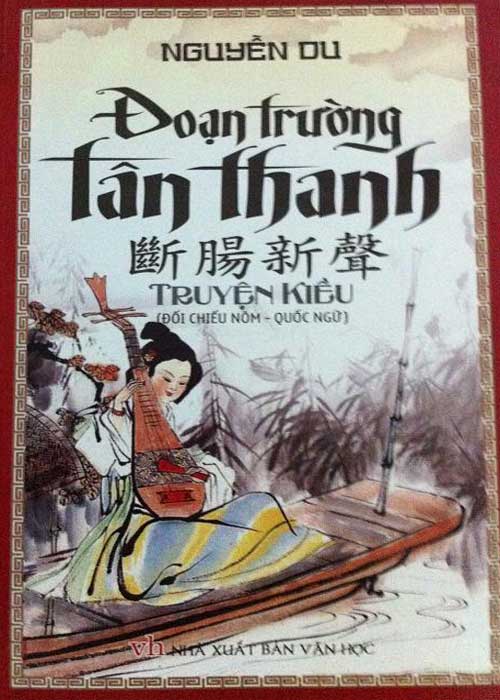 NGUYỄN DU
Đoạn trường
tân thanh
斷腸新聲
TRUYỆN KIỀU
(ĐỐI CHIẾU NÔM - QUỐC NGỮ)
vh NHÀ XUẤT BẢN VĂN HỌC